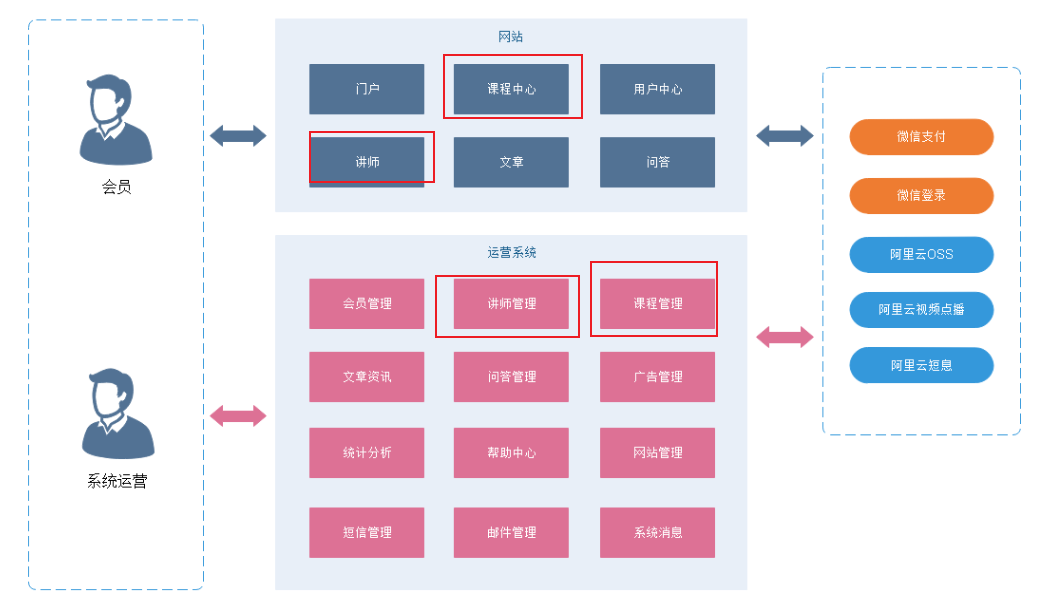 网站
门户
课程中心
用户中心
讲师
文章
问答
会员
运营系统
会员管理
讲师管理
课程管理
文章资讯
问答管理
广告管理
统计分析
帮助中心
网站管理
短信管理
邮件管理
系统消息
系统运营
微信支付
微信登录
阿里云OSS
阿里云视频点播
阿里云短息